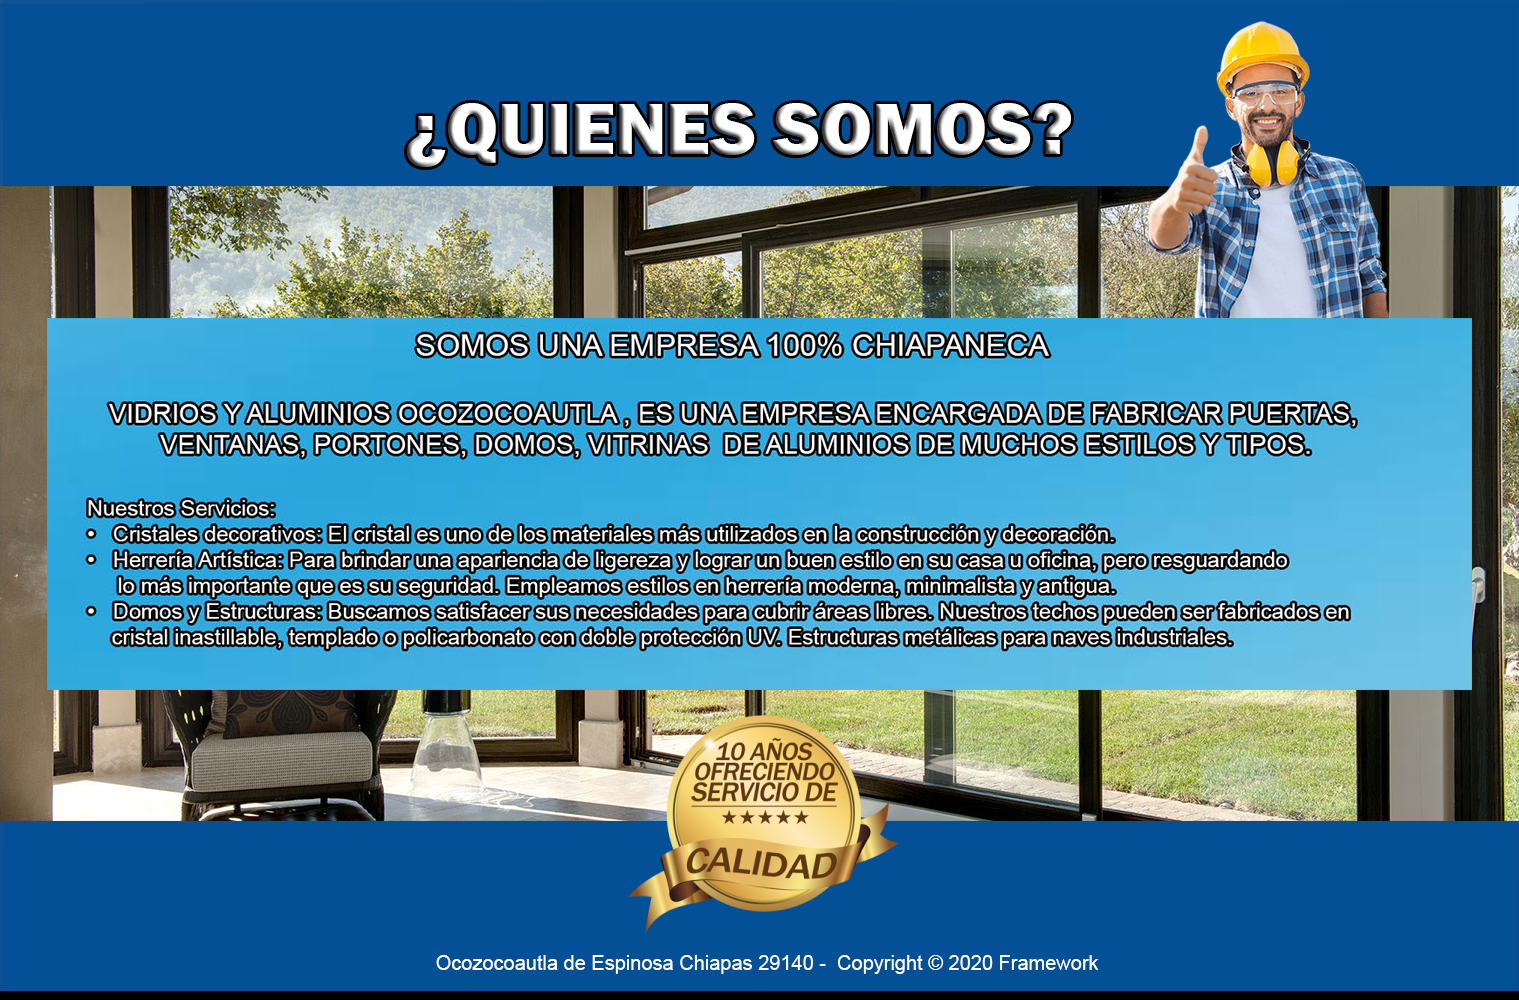 ¿QUIENES SOMOS?
SOMOS UNA EMPRESA 100% CHIAPANECA
VIDRIOS Y ALUMINIOS OCOZOCOAUTLA , ES UNA EMPRESA ENCARGADA DE FABRICAR PUERTAS,
VENTANAS, PORTONES, DOMOS, VITRINAS  DE ALUMINIOS DE MUCHOS ESTILOS Y TIPOS.
Nuestros Servicios:
• Cristales decorativos: El cristal es uno de los materiales más utilizados en la construcción y decoración.
• Herrería Artística: Para brindar una apariencia de ligereza y lograr un buen estilo en su casa u oficina, pero resguardando
lo más importante que es su seguridad. Empleamos estilos en herrería moderna, minimalista y antigua.
• Domos y Estructuras: Buscamos satisfacer sus necesidades para cubrir áreas libres. Nuestros techos pueden ser fabricados en
cristal inastillable, templado o policarbonato con doble protección UV. Estructuras metálicas para naves industriales.
10 AÑOS
OFRECIENDO
SERVICIO DE
★★★★★
CALIDAD
Ocozocoautla de Espinosa Chiapas 29140 -  Copyright © 2020 Framework